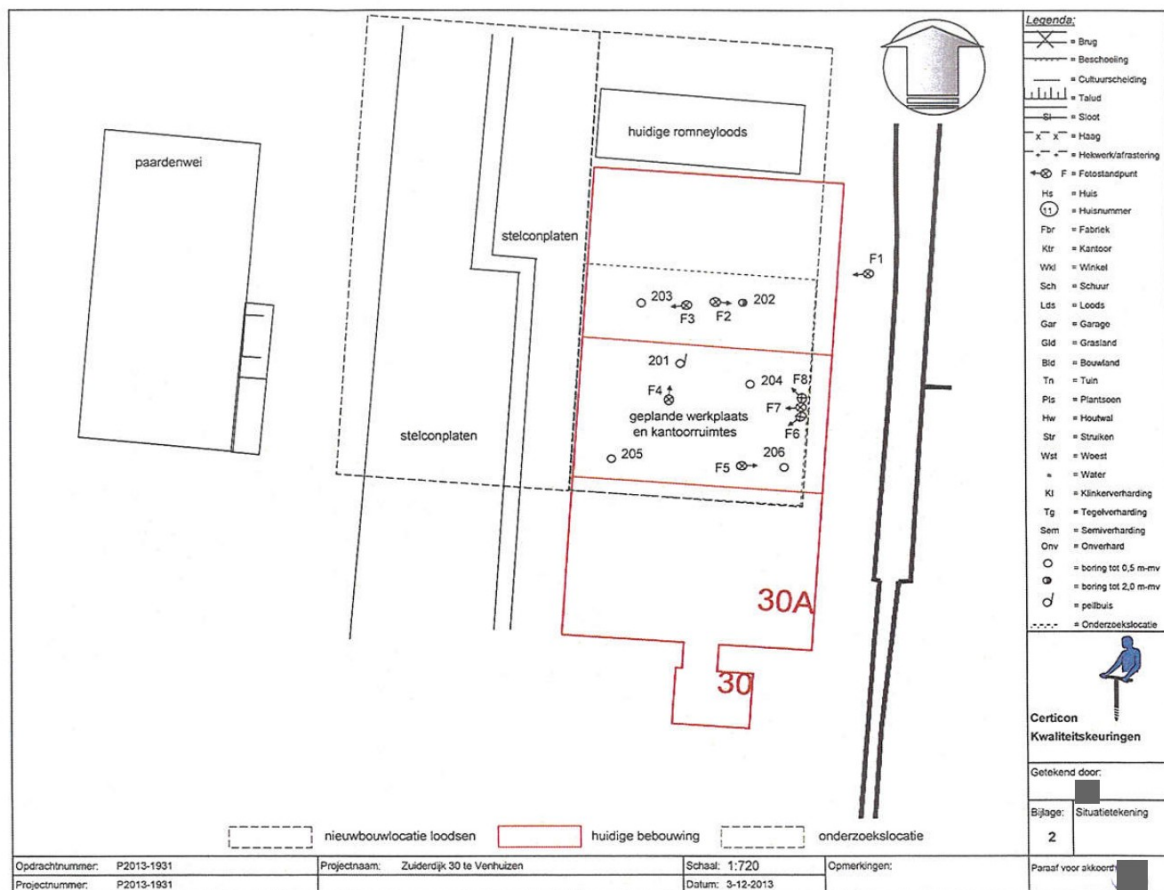 paardenwei
huidige romneyloods
stelconplaten
F1
203
F3
F2
202
201
F4
204
F8
F7
F6
geplande werkplaats
en kantoorruimtes
stelconplaten
205
F5
206
30A
30
nieuwbouwlocatie loodsen
huidige bebouwing
onderzoekslocatie
Legenda:
= Brug
= Beschoeiing
= Cultuurscheiding
= Talud
Sl = Sloot
x x = Haag
= Hekwerk/afrastering
F = Fotostandpunt
Hs = Huis
11 = Huisnummer
Fbr = Fabriek
Ktr = Kantoor
Wkl = Winkel
Sch = Schuur
Lds = Loods
Gar = Garage
Gld = Grasland
Bld = Bouwland
Tn = Tuin
Pls = Plantsoen
Hw = Houtwal
Str = Struiken
Wst = Woest
≈ = Water
Kl = Klinkerverharding
Tg = Tegelverharding
Sem = Semiverharding
Onv = Onverhard
= boring tot 0,5 m-mv
= boring tot 2,0 m-mv
= peilbuis
= Onderzoekslocatie
Certicon
Kwaliteitskeuringen
Getekend door:
Bijlage: Situatietekening
2
Opdrachtnummer: P2013-1931 Projectnaam: Zuiderdijk 30 te Venhuizen Schaal: 1:720 Opmerkingen: Paraaf voor akkoord
Projectnummer: P2013-1931 Datum: 3-12-2013